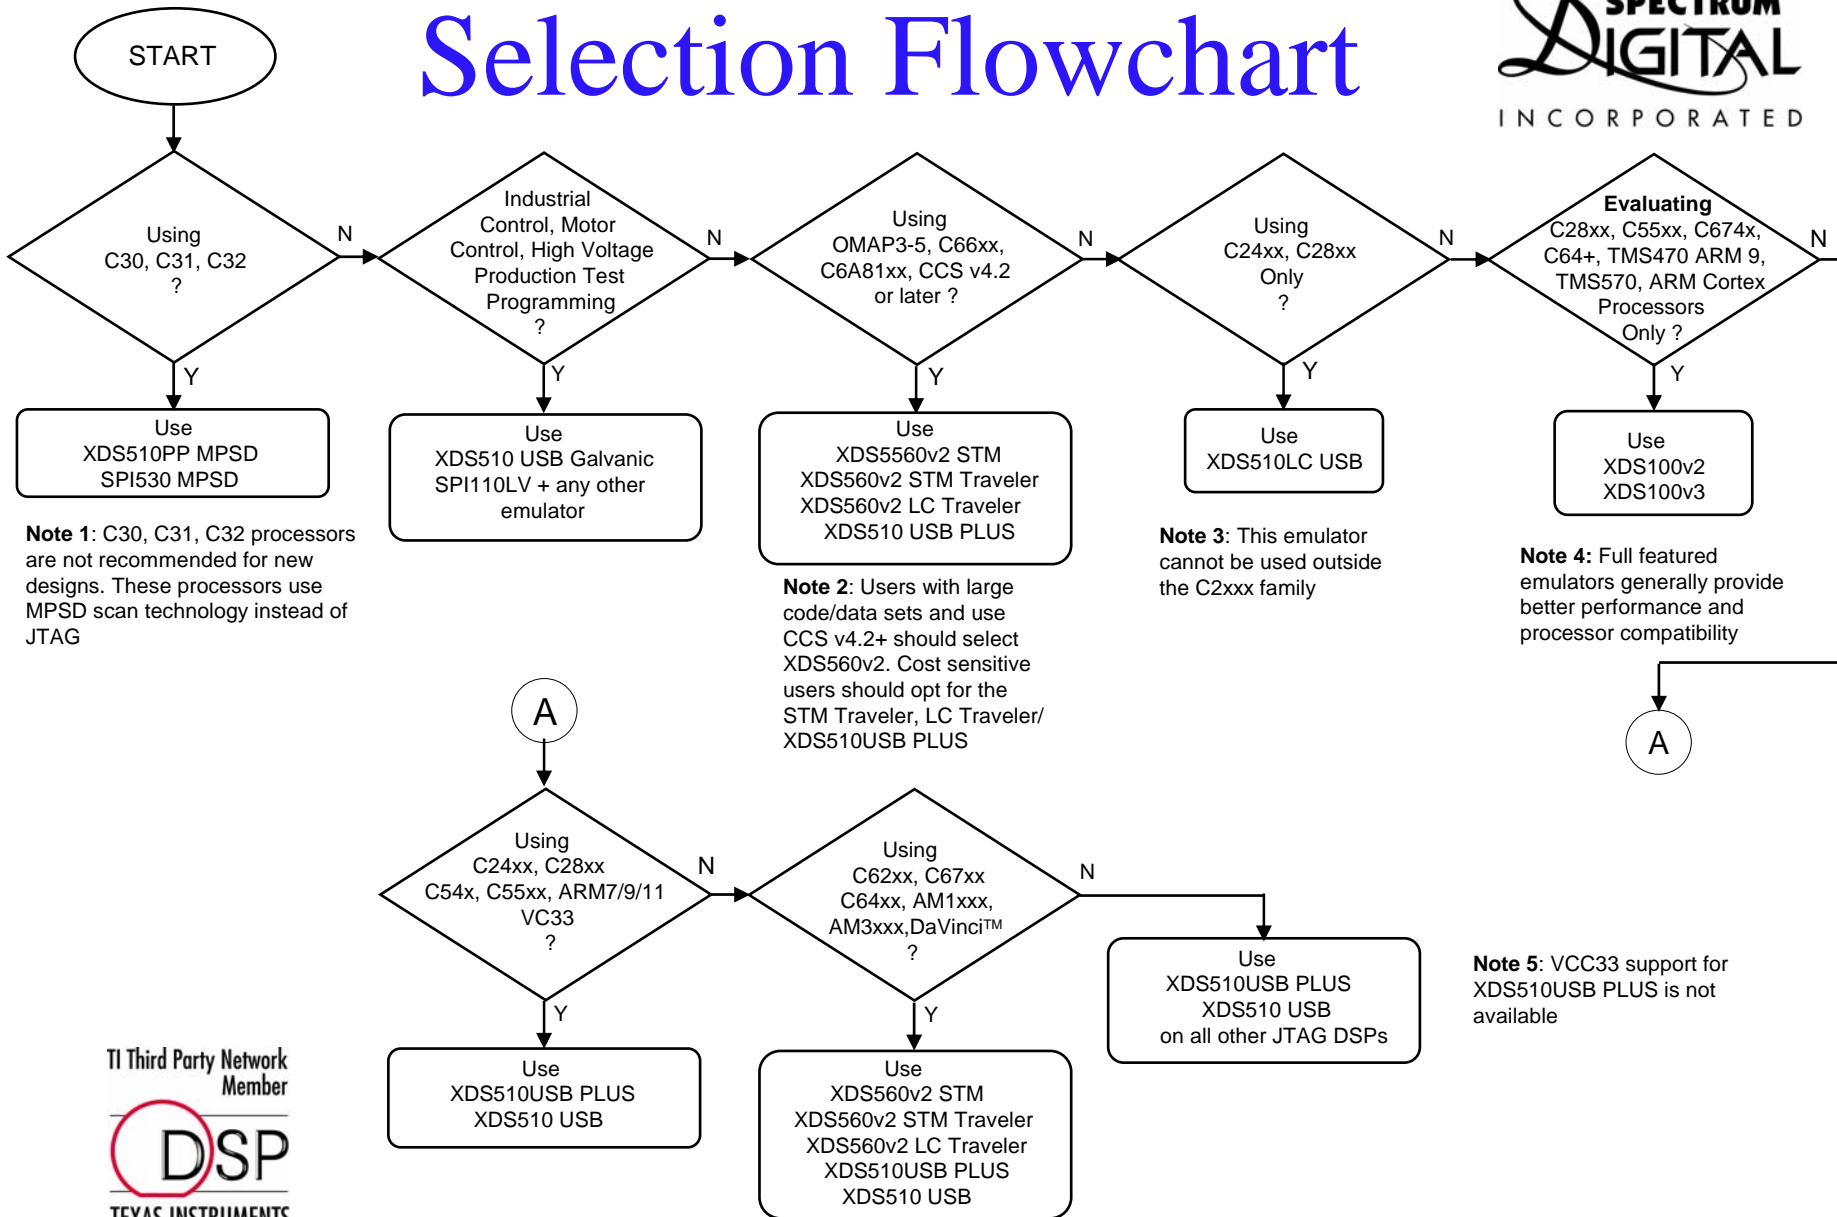 Selection Flowchart
SPECTRUM
DIGITAL
INCORPORATED
START
Using
C30, C31, C32
?
N
Y
Industrial
Control, Motor
Control, High Voltage
Production Test
Programming
?
N
Y
Using
OMAP3-5, C66xx,
C6A81xx, CCS v4.2
or later ?
N
Y
Using
C24xx, C28xx
Only
?
N
Y
Evaluating
C28xx, C55xx, C674x,
C64+, TMS470 ARM 9,
TMS570, ARM Cortex
Processors
Only ?
N
Y
Use
XDS510PP MPSD
SPI530 MPSD
Use
XDS510 USB Galvanic
SPI110LV + any other
emulator
Use
XDS5560v2 STM
XDS560v2 STM Traveler
XDS560v2 LC Traveler
XDS510 USB PLUS
Use
XDS510LC USB
Use
XDS100v2
XDS100v3
Note 1: C30, C31, C32 processors
are not recommended for new
designs. These processors use
MPSD scan technology instead of
JTAG
Note 2: Users with large
code/data sets and use
CCS v4.2+ should select
XDS560v2. Cost sensitive
users should opt for the
STM Traveler, LC Traveler/
XDS510USB PLUS
Note 3: This emulator
cannot be used outside
the C2xxx family
Note 4: Full featured
emulators generally provide
better performance and
processor compatibility
A
A
Using
C24xx, C28xx
C54x, C55xx, ARM7/9/11
VC33
?
N
Y
Using
C62xx, C67xx
C64xx, AM1xxx,
AM3xxx,DaVinci™
?
N
Y
Use
XDS510USB PLUS
XDS510 USB
on all other JTAG DSPs
Note 5: VCC33 support for
XDS510USB PLUS is not
available
Use
XDS510USB PLUS
XDS510 USB
Use
XDS560v2 STM
XDS560v2 STM Traveler
XDS560v2 LC Traveler
XDS510USB PLUS
XDS510 USB
TI Third Party Network
Member
DSP
TEXAS INSTRUMENTS